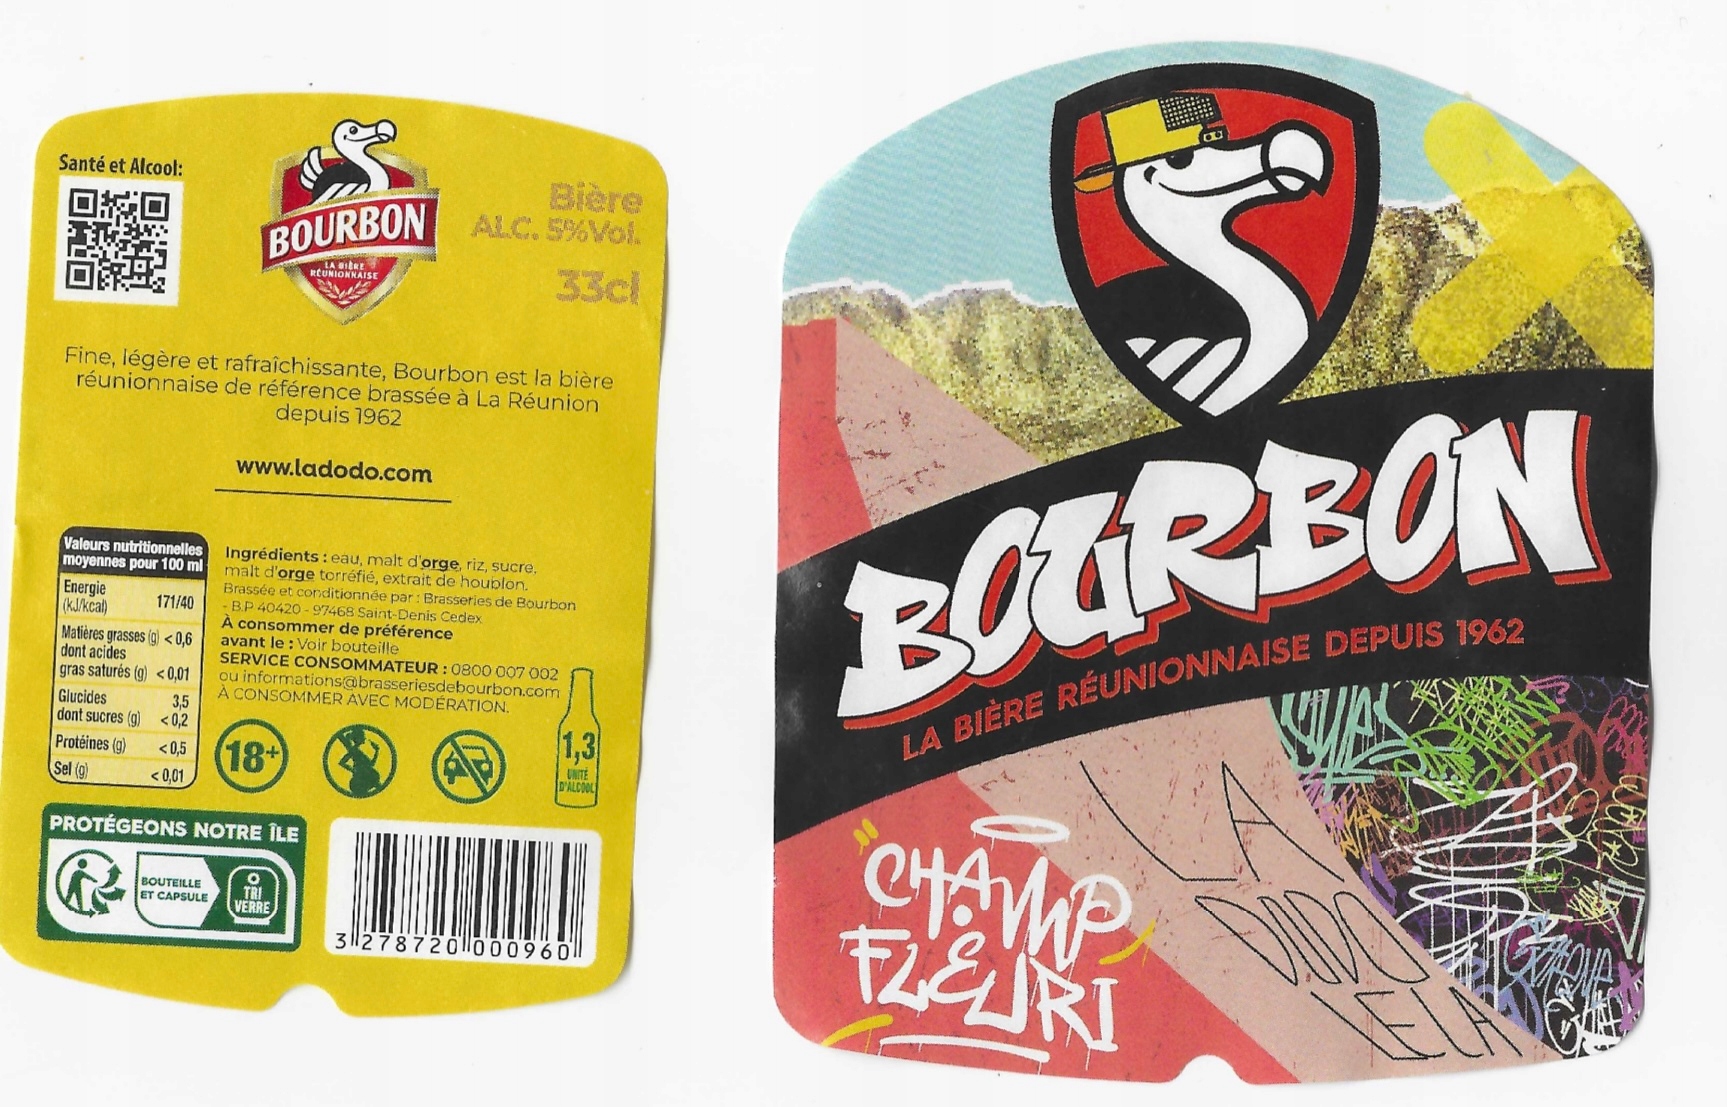 Santé et Alcool:
BOURBON
LA BIÈRE
RÉUNIONNAISE
Bière
ALC. 5%Vol.
33cl
Fine, légère et rafraîchissante, Bourbon est la bière
réunionnaise de référence brassée à La Réunion
depuis 1962
www.ladodo.com
Valeurs nutritionnelles
moyennes pour 100 ml
Energie
(kJ/kcal) 171/40
Matières grasses (g) < 0,6
dont acides
gras saturés (g) < 0,01
Glucides 3,5
dont sucres (g) < 0,2
Protéines (g) < 0,5
Sel (g) < 0,01
Ingrédients : eau, malt d'orge, riz, sucre,
malt d'orge torréfié, extrait de houblon.
Brassée et conditionnée par : Brasseries de Bourbon
- B.P 40420 - 97468 Saint-Denis Cedex
À consommer de préférence
avant le : Voir bouteille
SERVICE CONSOMMATEUR : 0800 007 002
ou informations@brasseriesdebourbon.com
À CONSOMMER AVEC MODÉRATION.
18+
1,3
UNITÉ
D'ALCOOL
PROTÉGEONS NOTRE ÎLE
BOUTEILLE
ET CAPSULE
TRI
VERRE
3 278720 000960
BOURBON
LA BIÈRE RÉUNIONNAISE DEPUIS 1962
CHAMP
FLEURI
LA
DODO
LÉ LA